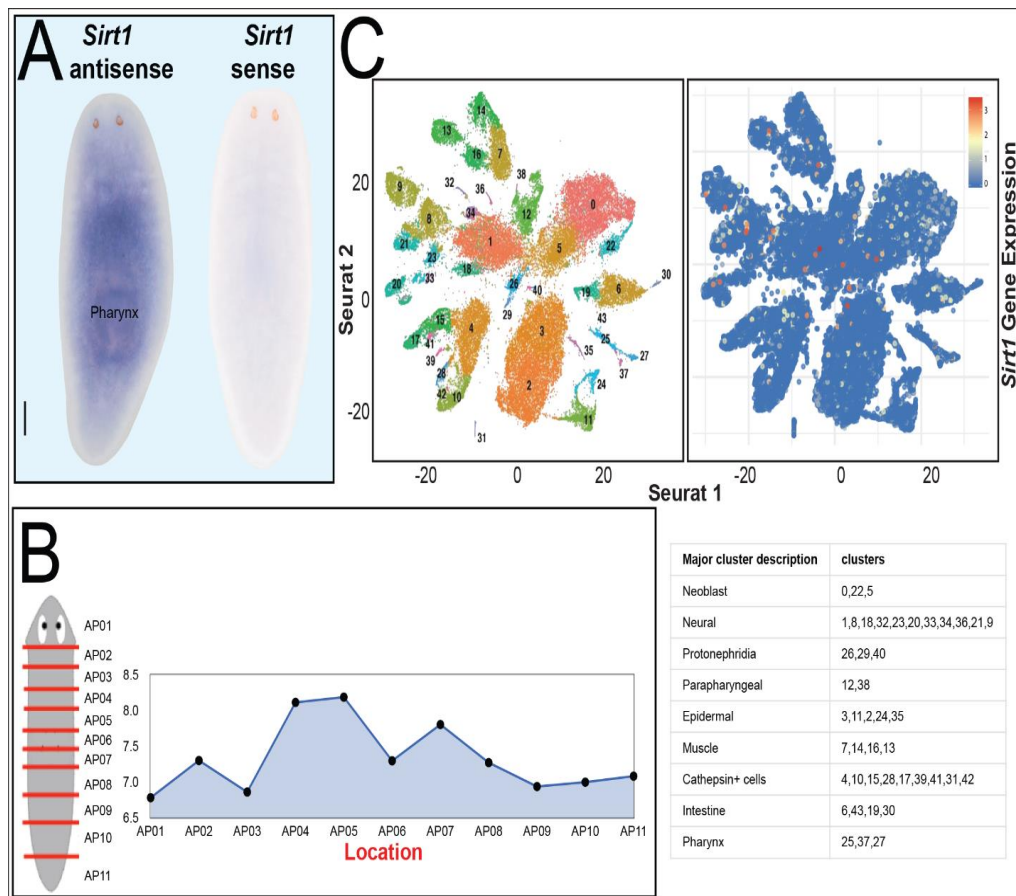 A
Sirt1
antisense
Sirt1
sense
Pharynx
C
Seurat 2
20
0
-20
14
13
7
16
9
32
36
38
34
12
0
8
1
5
21
23
22
18
33
20
26
40
19
6
30
29
43
15
4
3
25
17
41
35
27
39
37
28
2
24
42
10
11
31
-20
0
20
3
2
1
0
-20
0
20
Sirt1 Gene Expression
Seurat 1
B
AP01
AP02
AP03
AP04
AP05
AP06
AP07
AP08
AP09
AP10
AP11
8.5
8.0
7.5
7.0
6.5
AP01 AP02 AP03 AP04 AP05 AP06 AP07 AP08 AP09 AP10 AP11
Location
Major cluster description clusters
Neoblast 0,22,5
Neural 1,8,18,32,23,20,33,34,36,21,9
Protonephridia 26,29,40
Parapharyngeal 12,38
Epidermal 3,11,2,24,35
Muscle 7,14,16,13
Cathepsin+ cells 4,10,15,28,17,39,41,31,42
Intestine 6,43,19,30
Pharynx 25,37,27